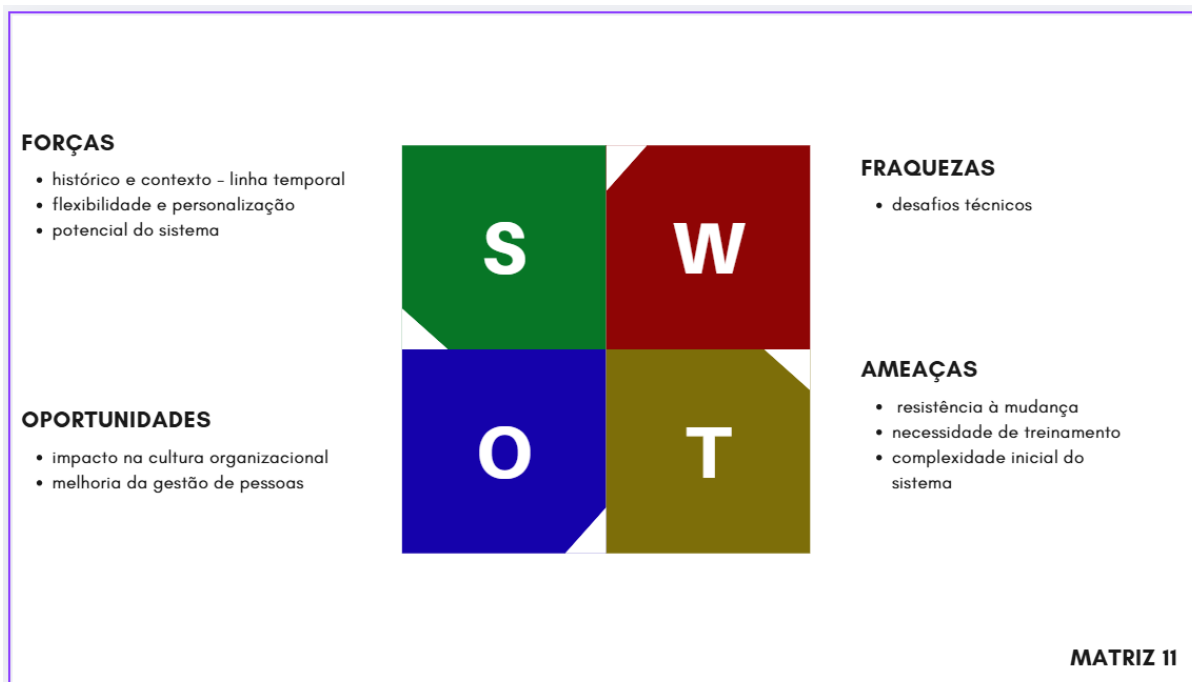 FORÇAS
• histórico e contexto - linha temporal
• flexibilidade e personalização
• potencial do sistema
S
W
FRAQUEZAS
• desafios técnicos
OPORTUNIDADES
• impacto na cultura organizacional
• melhoria da gestão de pessoas
O
T
AMEAÇAS
• resistência à mudança
• necessidade de treinamento
• complexidade inicial do
sistema
MATRIZ 11